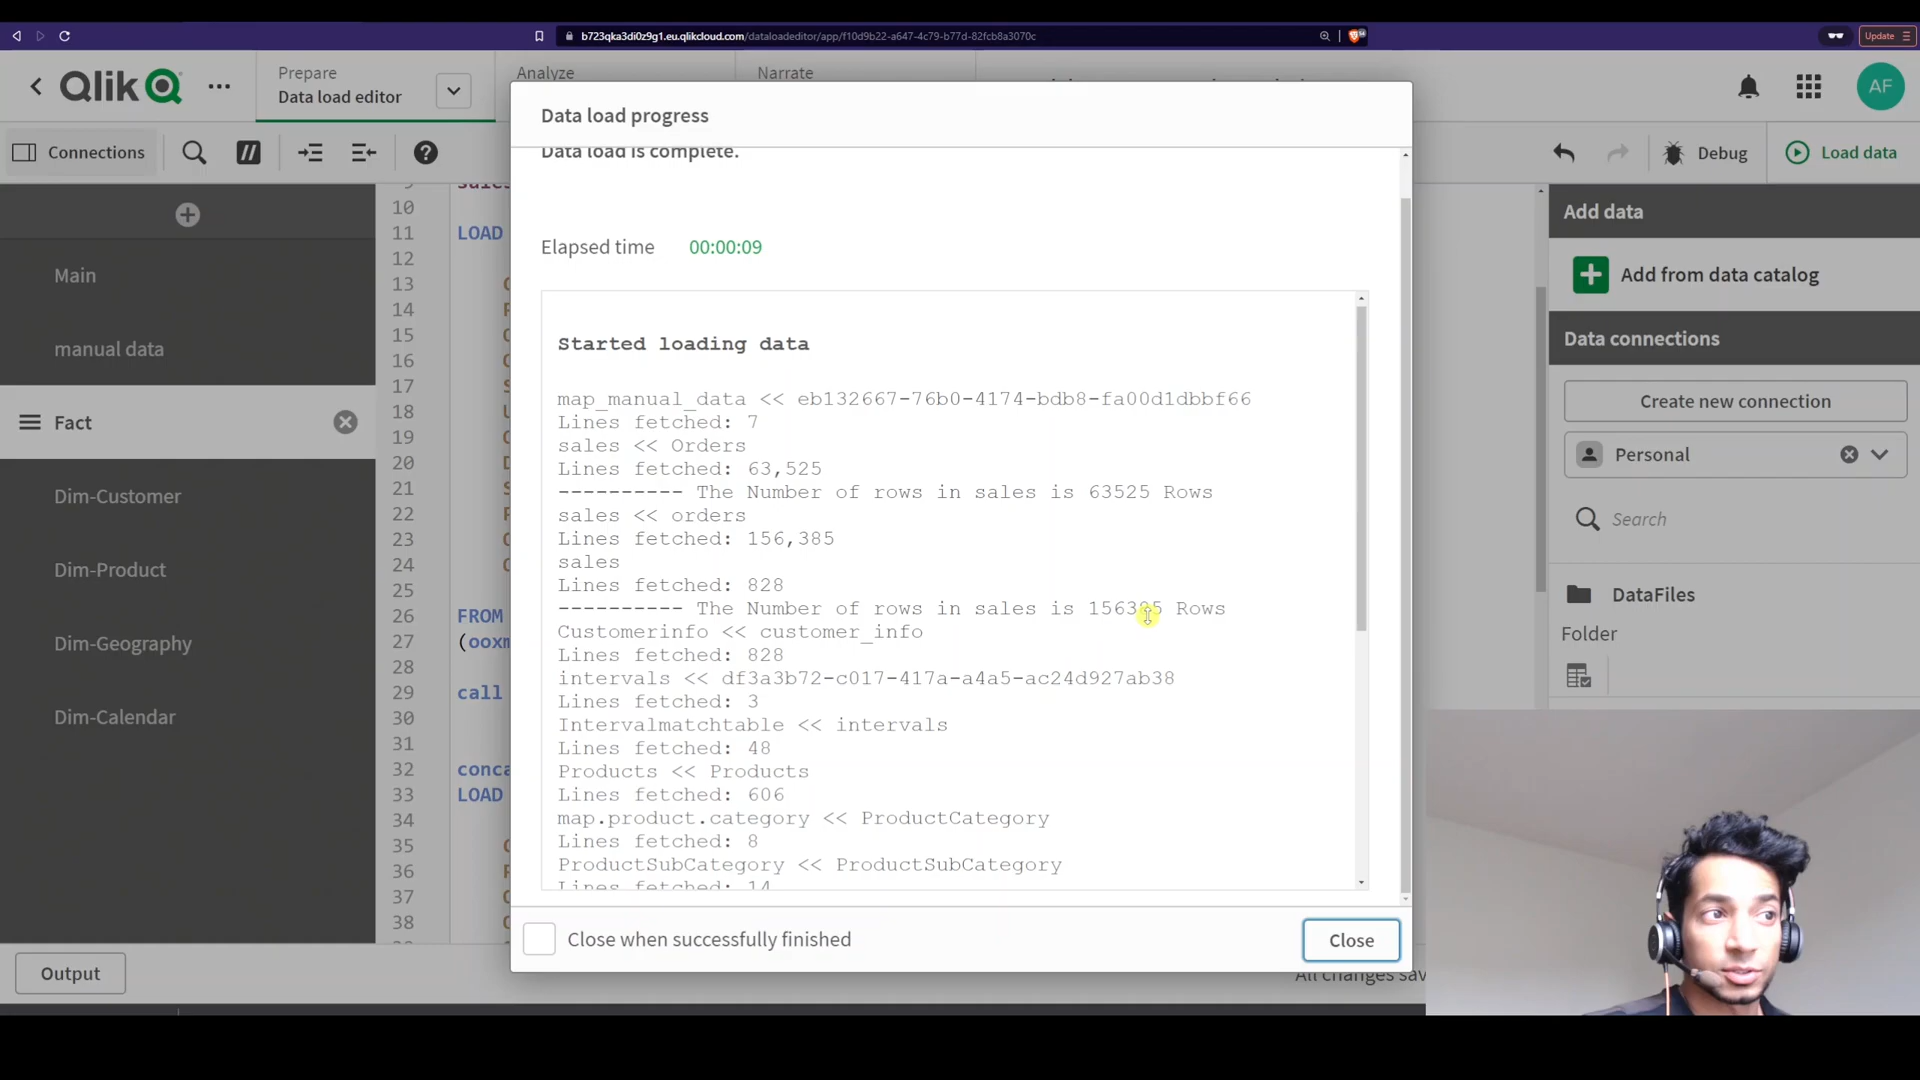 b723qka3di0z9g1.eu.qlikcloud.com/dataloadeditor/app/f10d9b22-a647-4c79-b77d-82fcb8a3070c
Update
Qlik
Prepare
Data load editor
Analyze
Narrate
AF
Connections
Debug
Load data
Main
manual data
Fact
Dim-Customer
Dim-Product
Dim-Geography
Dim-Calendar
Output
10
11 LOAD
12
13
14
15
16
17
18
19
20
21
22
23
24
25
26 FROM
27
28
29 call
30
31
32
33 LOAD
34
35
36
37
38
Data load progress
Data load is complete.
Elapsed time 00:00:09
Started loading data
map_manual_data << eb132667-76b0-4174-bdb8-fa00d1dbbf66
Lines fetched: 7
sales << Orders
Lines fetched: 63,525
---------- The Number of rows in sales is 63525 Rows
sales << orders
Lines fetched: 156,385
sales
Lines fetched: 828
---------- The Number of rows in sales is Rows
Customerinfo << customer_info
Lines fetched: 828
intervals << df3a3b72-c017-417a-a4a5-ac24d927ab38
Lines fetched: 3
Intervalmatchtable << intervals
Lines fetched: 48
Products << Products
Lines fetched: 606
map.product.category << ProductCategory
Lines fetched: 8
ProductSubCategory << ProductSubCategory
Lines fetched: 14
Close when successfully finished
Close
All changes
Add data
Add from data catalog
Data connections
Create new connection
Personal
Search
DataFiles
Folder